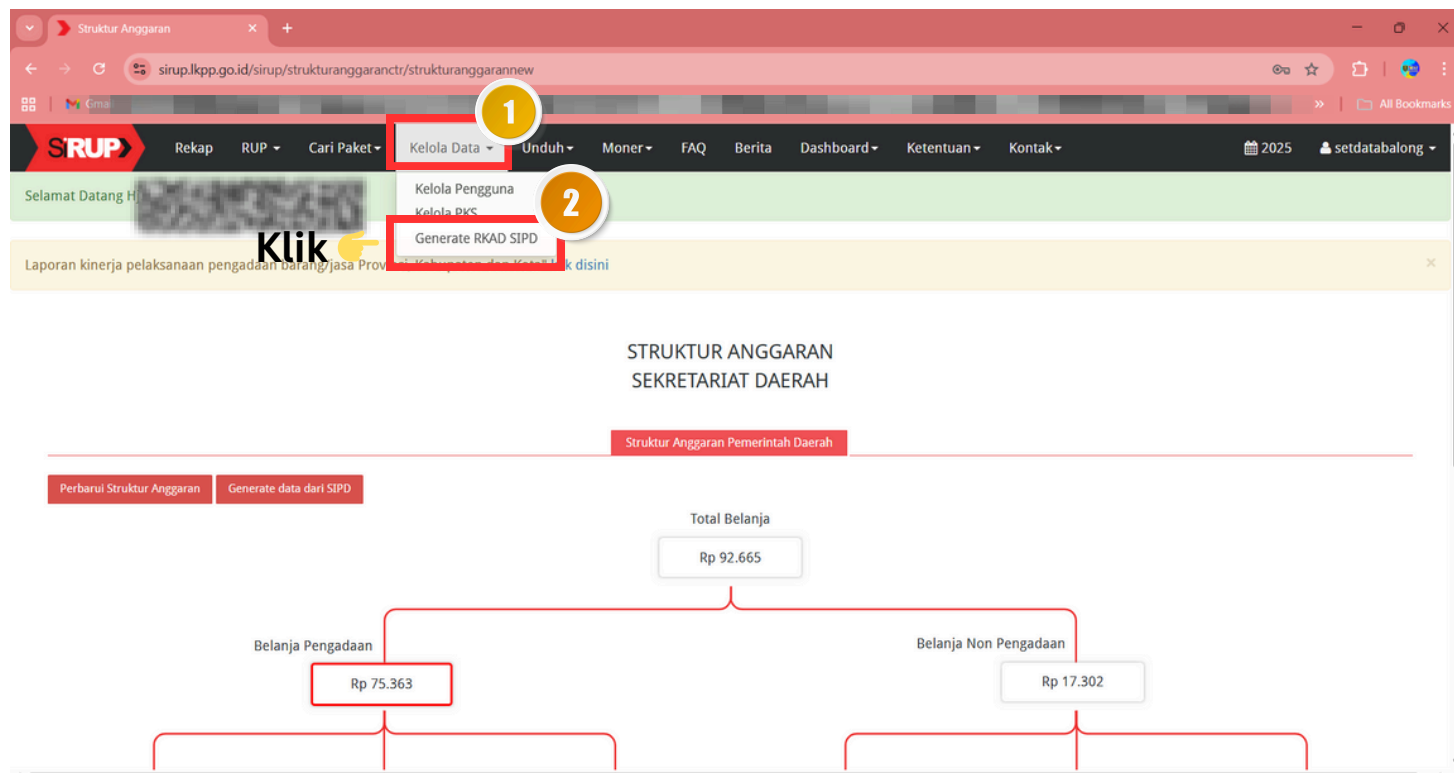 Struktur Anggaran
sirup.lkpp.go.id/sirup/strukturanggaranctr/strukturanggarannew
All Bookmarks
SiRUP Rekap RUP Cari Paket Kelola Data Unduh Moner FAQ Berita Dashboard Ketentuan Kontak 2025 setdatabalong
1
Selamat Datang H
Kelola Pengguna
Kelola PKS
2
Generate RKAD SIPD
Klik
Laporan kinerja pelaksanaan pengadaan barang/jasa disini
STRUKTUR ANGGARAN
SEKRETARIAT DAERAH
Struktur Anggaran Pemerintah Daerah
Perbarui Struktur Anggaran Generate data dari SIPD
Total Belanja
Rp 92.665
Belanja Pengadaan Belanja Non Pengadaan
Rp 75.363 Rp 17.302